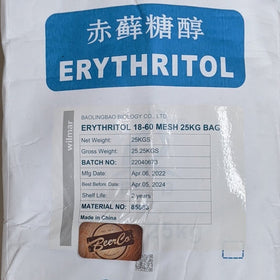 赤藓糖醇
ERYTHRITOL
wilmar
BAOLINGBAO BIOLOGY CO., LTD
ERYTHRITOL 18-60 MESH 25KG BAG
Net Weight: 25KGS
Gross Weight: 25.25KGS
BATCH NO: 22040673
Mfg Date: Apr.06, 2022
Best Before Date: Apr.05, 2024
Shelf Life: 2 years
MATERIAL NO:
Made in China
BeerCo